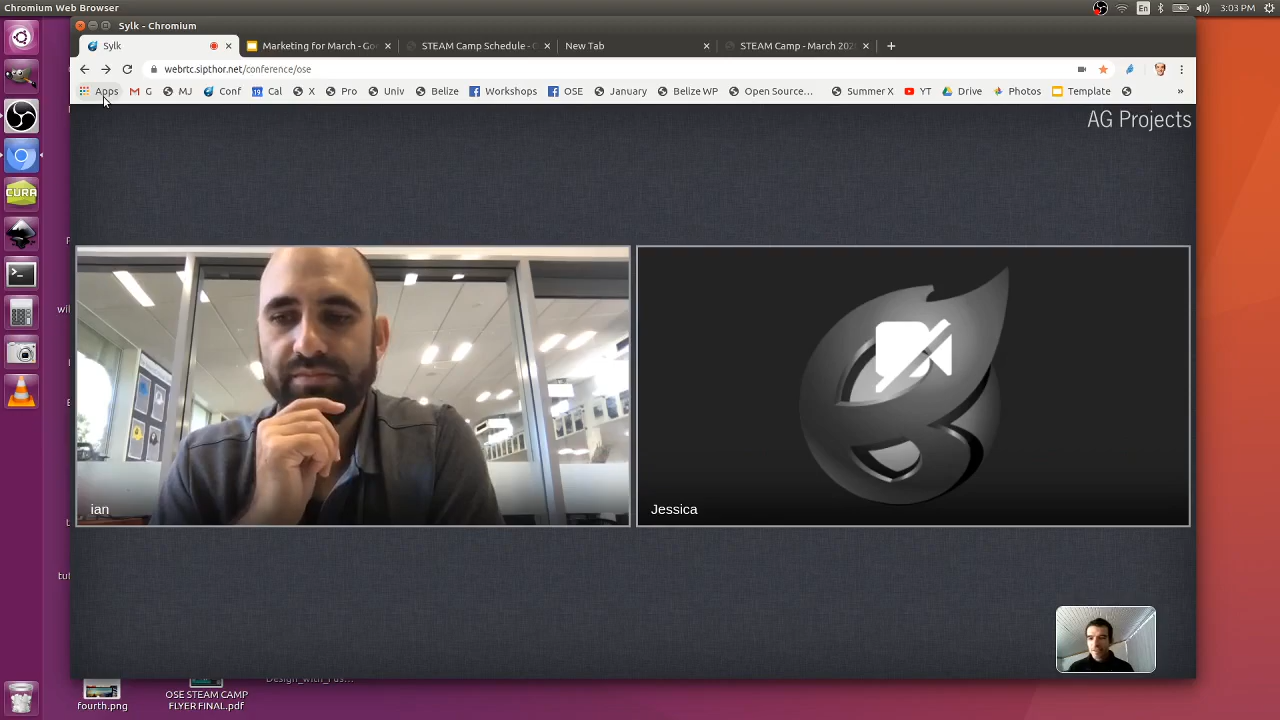 Chromium Web Browser
En
3:03 PM
Sylk - Chromium
Sylk
Marketing for March - Go
STEAM Camp Schedule - G
New Tab
STEAM Camp - March 202
webrtc.sipthor.net/conference/ose
Apps
G
MJ
Conf
Cal
X
Pro
Univ
Belize
Workshops
OSE
January
Belize WP
Open Source...
Summer X
YT
Drive
Photos
Template
»
AG Projects
CURA
ian
Jessica
Design_with_Fus...
fourth.png
OSE STEAM CAMP
FLYER FINAL.pdf